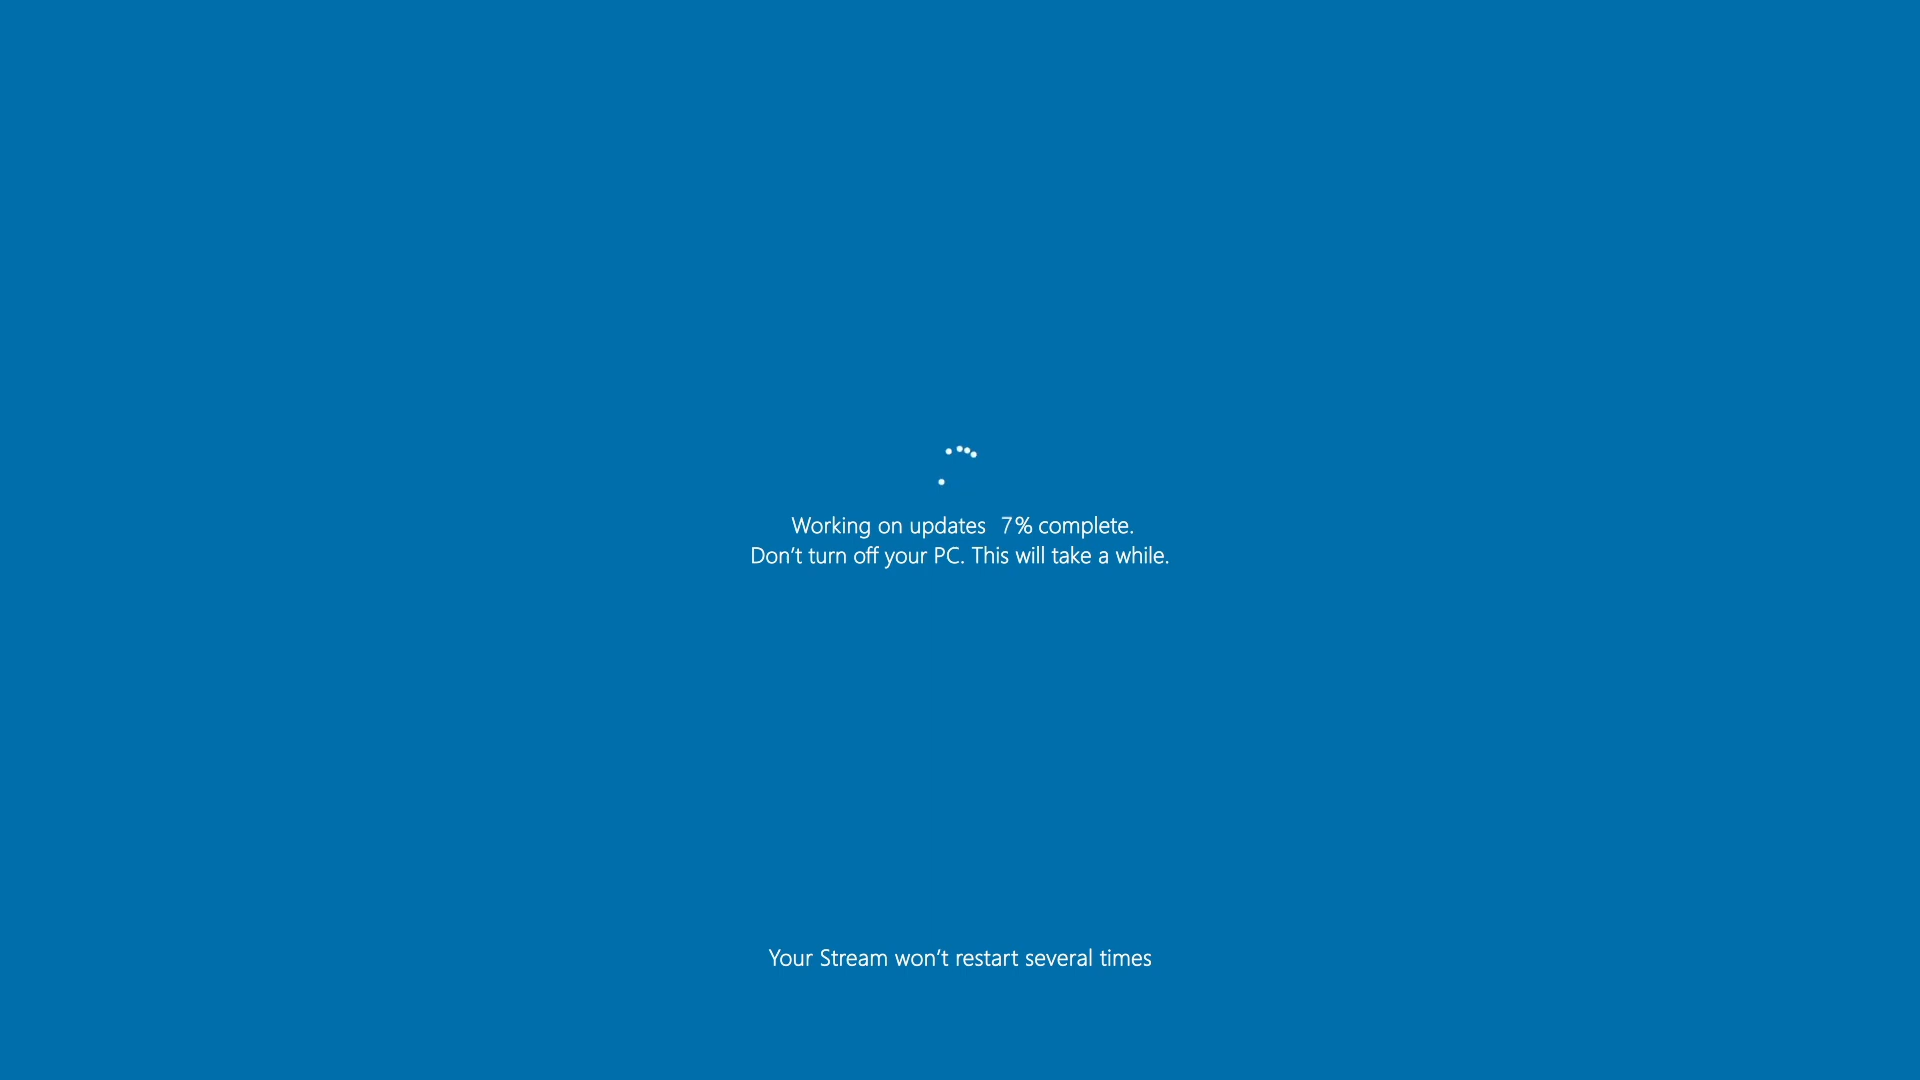 Working on updates 7% complete.
Don't turn off your PC. This will take a while.
Your Stream won't restart several times